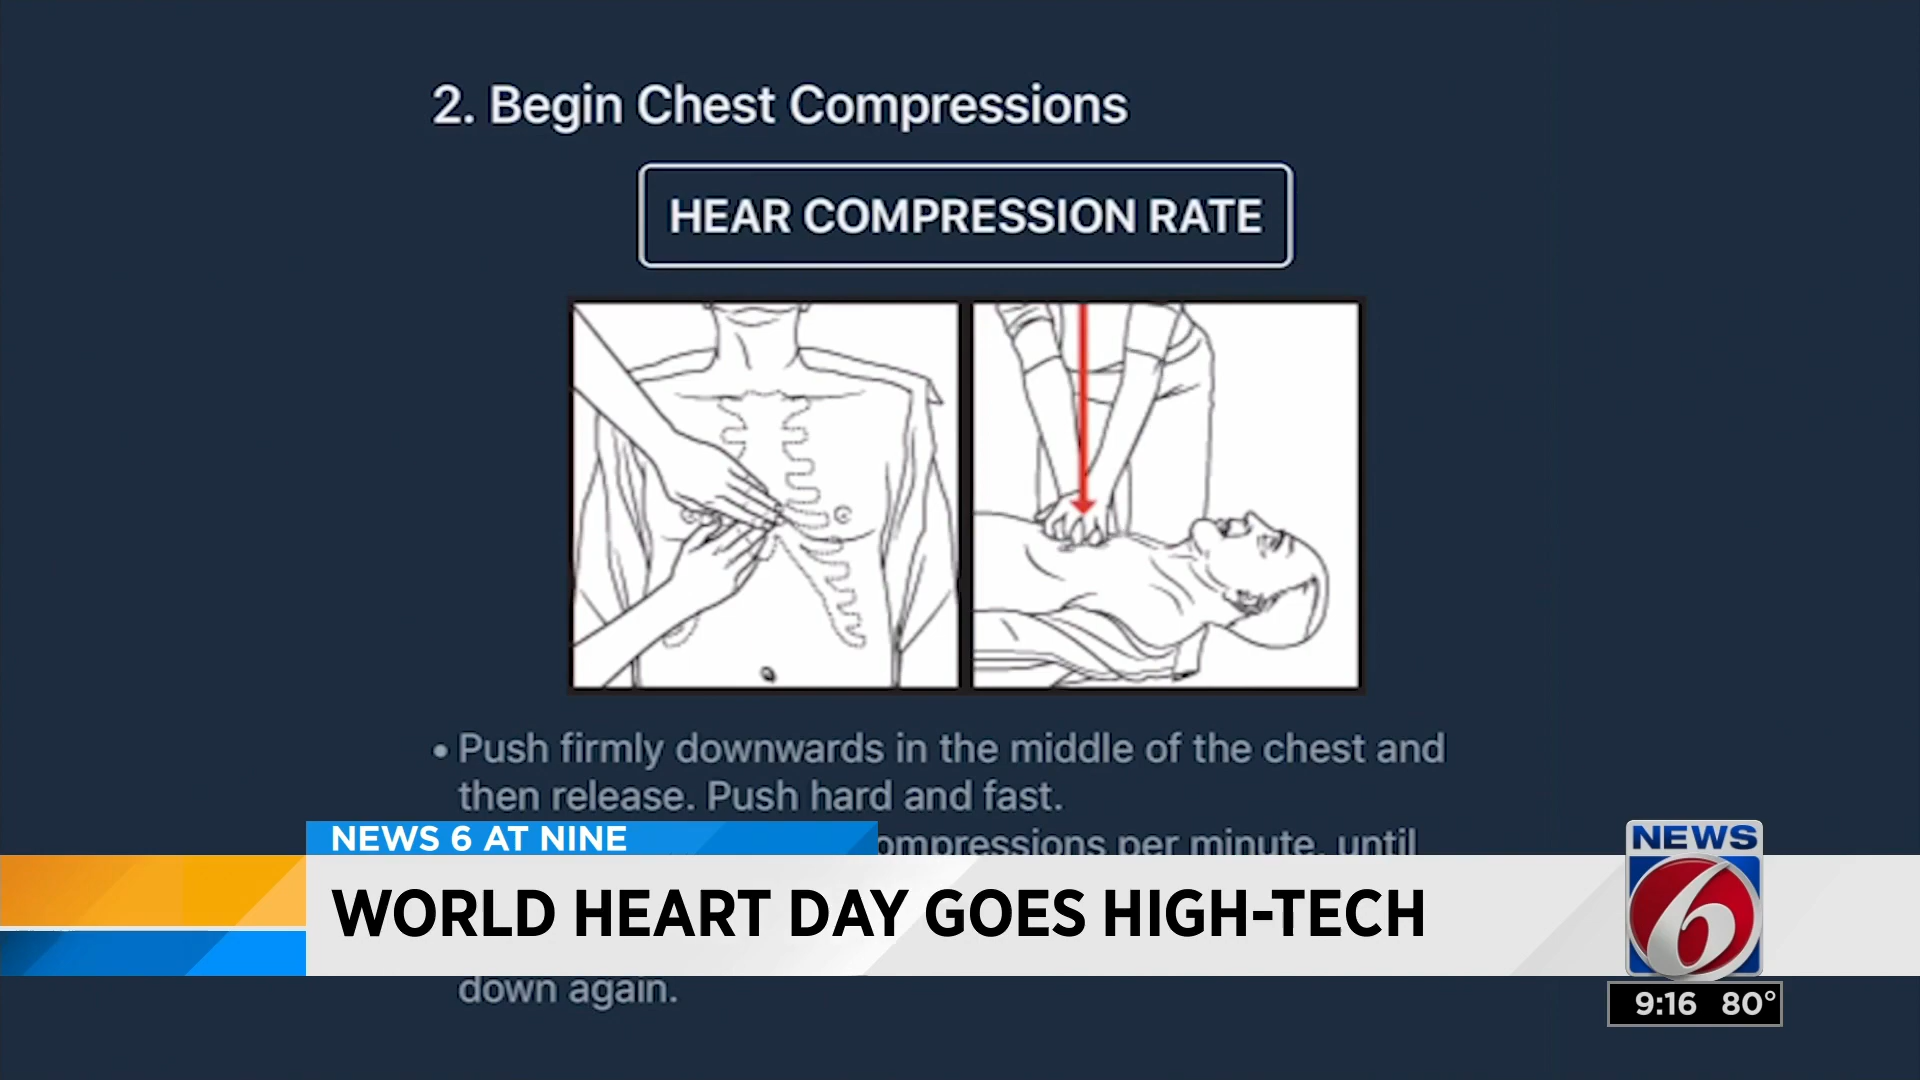 2. Begin Chest Compressions
HEAR COMPRESSION RATE
• Push firmly downwards in the middle of the chest and
then release. Push hard and fast.
per minute, until
NEWS 6 AT NINE
WORLD HEART DAY GOES HIGH-TECH
down again.
NEWS
6
9:16 80°